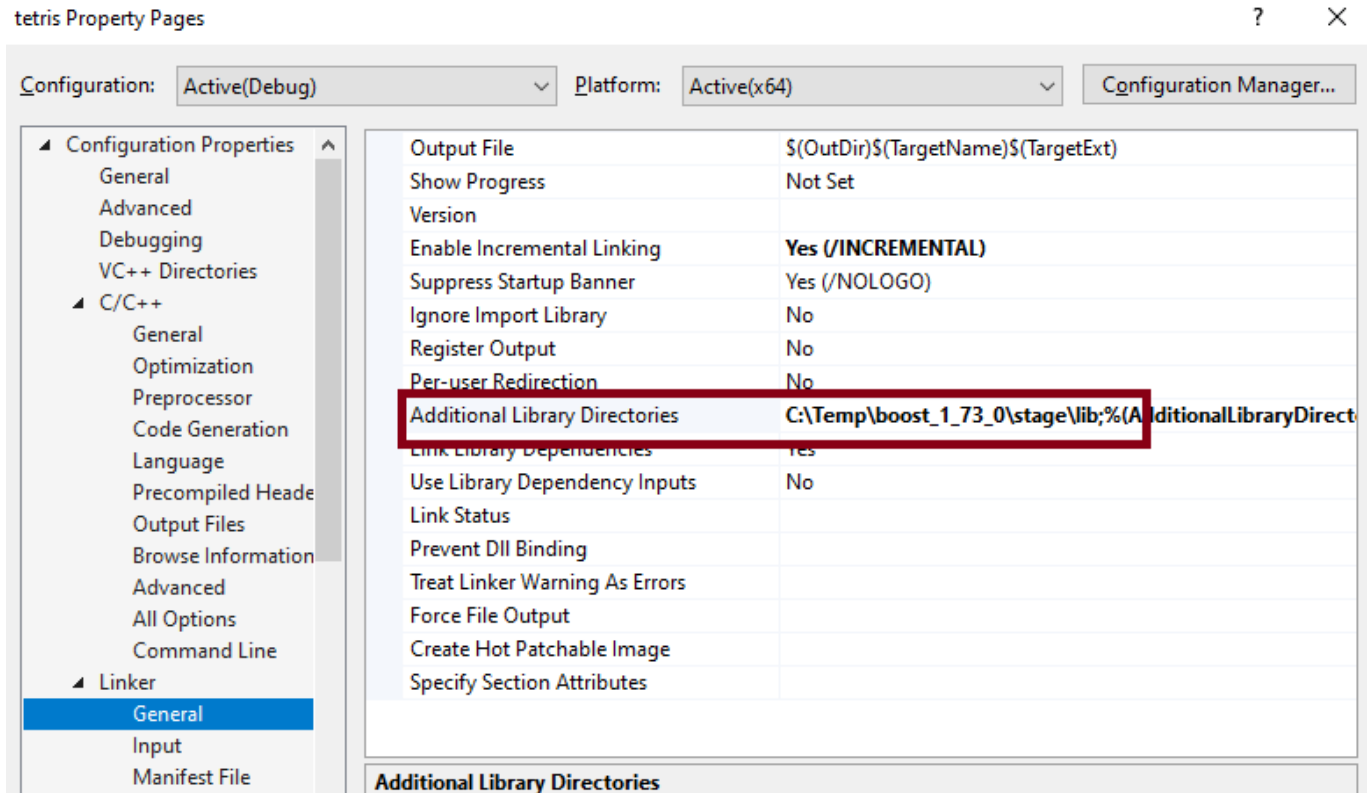 tetris Property Pages ? ×
Configuration: Active(Debug) Platform: Active(x64) Configuration Manager...
Configuration Properties
General
Advanced
Debugging
VC++ Directories
C/C++
General
Optimization
Preprocessor
Code Generation
Language
Precompiled Heade
Output Files
Browse Information
Advanced
All Options
Command Line
Linker
General
Input
Manifest File
Output File $(OutDir)$(TargetName)$(TargetExt)
Show Progress Not Set
Version
Enable Incremental Linking Yes (/INCREMENTAL)
Suppress Startup Banner Yes (/NOLOGO)
Ignore Import Library No
Register Output No
Per-user Redirection No
Additional Library Directories C:\Temp\boost_1_73_0\stage\lib;%(AdditionalLibraryDirect
Link Library Dependencies Yes
Use Library Dependency Inputs No
Link Status
Prevent Dll Binding
Treat Linker Warning As Errors
Force File Output
Create Hot Patchable Image
Specify Section Attributes
Additional Library Directories